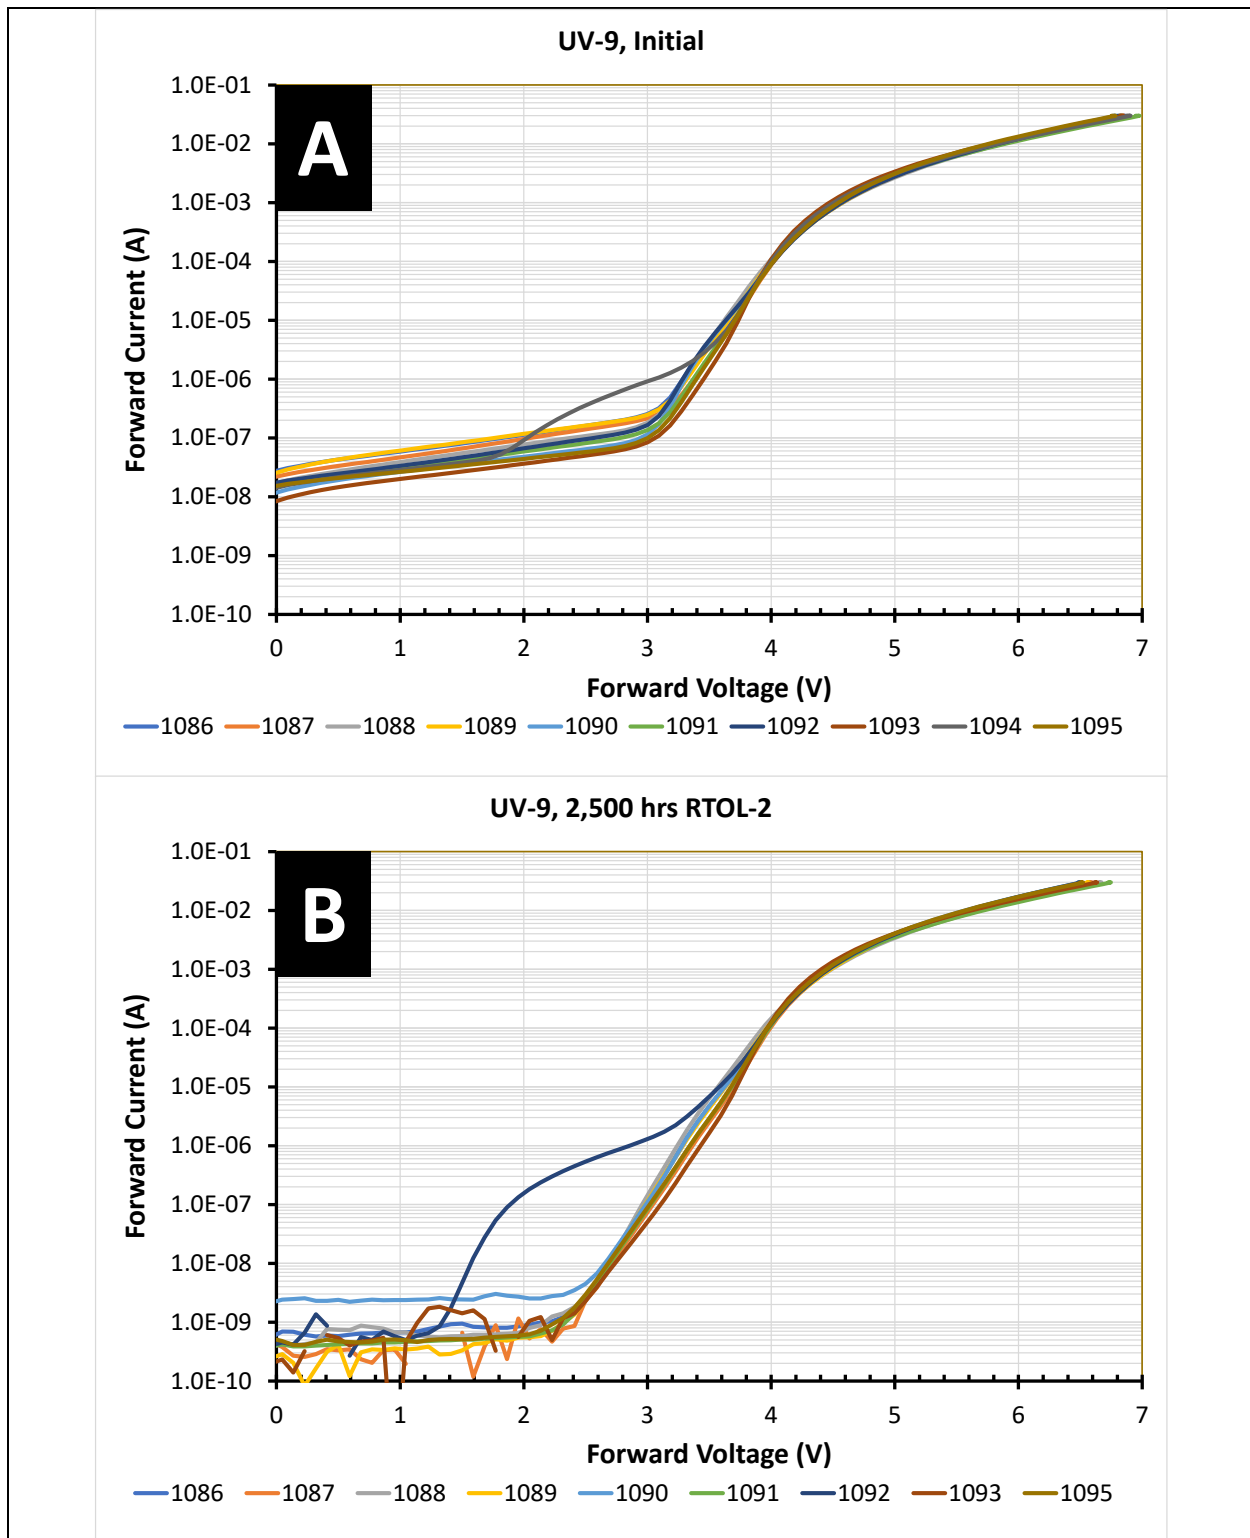 UV-9, Initial
A
1.0E-01
1.0E-02
1.0E-03
1.0E-04
1.0E-05
1.0E-06
1.0E-07
1.0E-08
1.0E-09
1.0E-10
Forward Current (A)
0 1 2 3 4 5 6 7
Forward Voltage (V)
1086 1087 1088 1089 1090 1091 1092 1093 1094 1095
UV-9, 2,500 hrs RTOL-2
B
1.0E-01
1.0E-02
1.0E-03
1.0E-04
1.0E-05
1.0E-06
1.0E-07
1.0E-08
1.0E-09
1.0E-10
Forward Current (A)
0 1 2 3 4 5 6 7
Forward Voltage (V)
1086 1087 1088 1089 1090 1091 1092 1093 1095